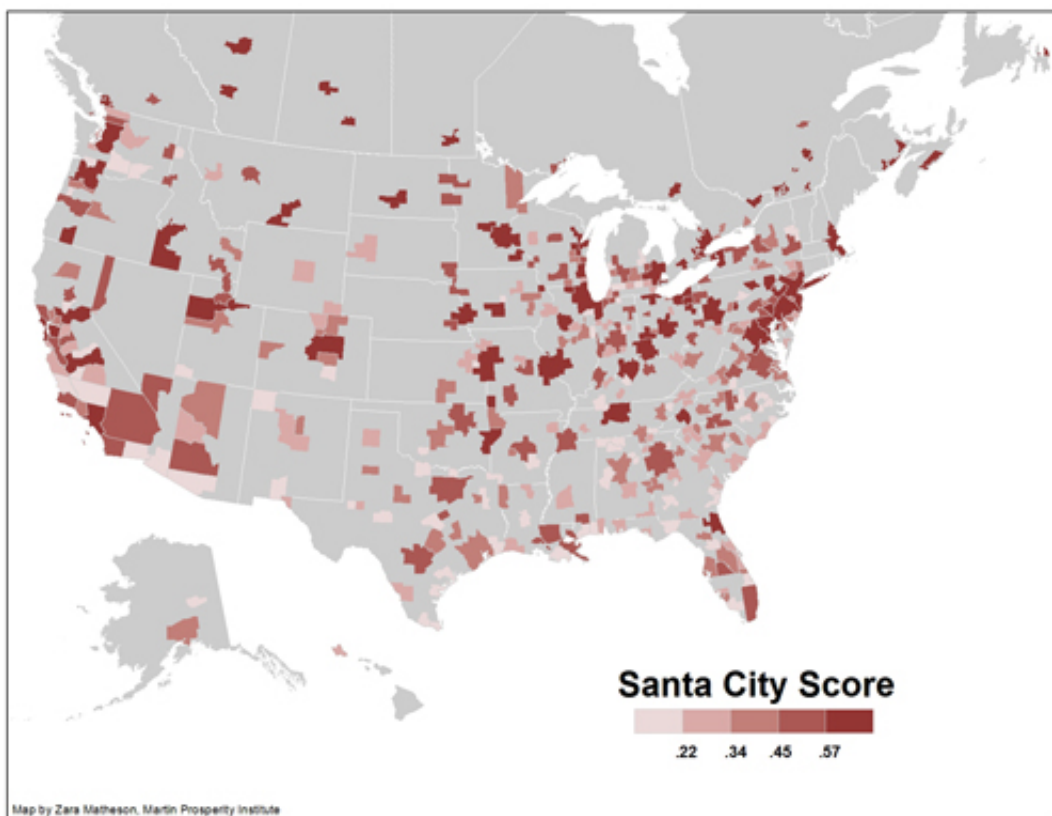 Santa City Score
.22 .34 .45 .57
Map by Zara Matheson, Martin Prosperity Institute